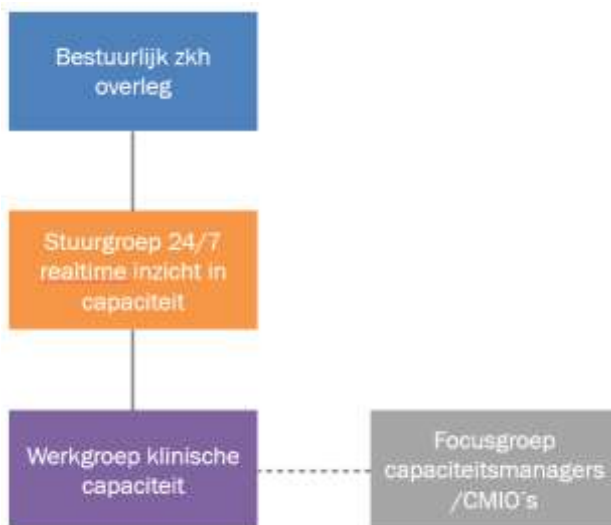 Bestuurlijk zkh
overleg
Stuurgroep 24/7
realtime inzicht in
capaciteit
Werkgroep klinische
capaciteit
Focusgroep
capaciteitsmanagers
/CMIO´s